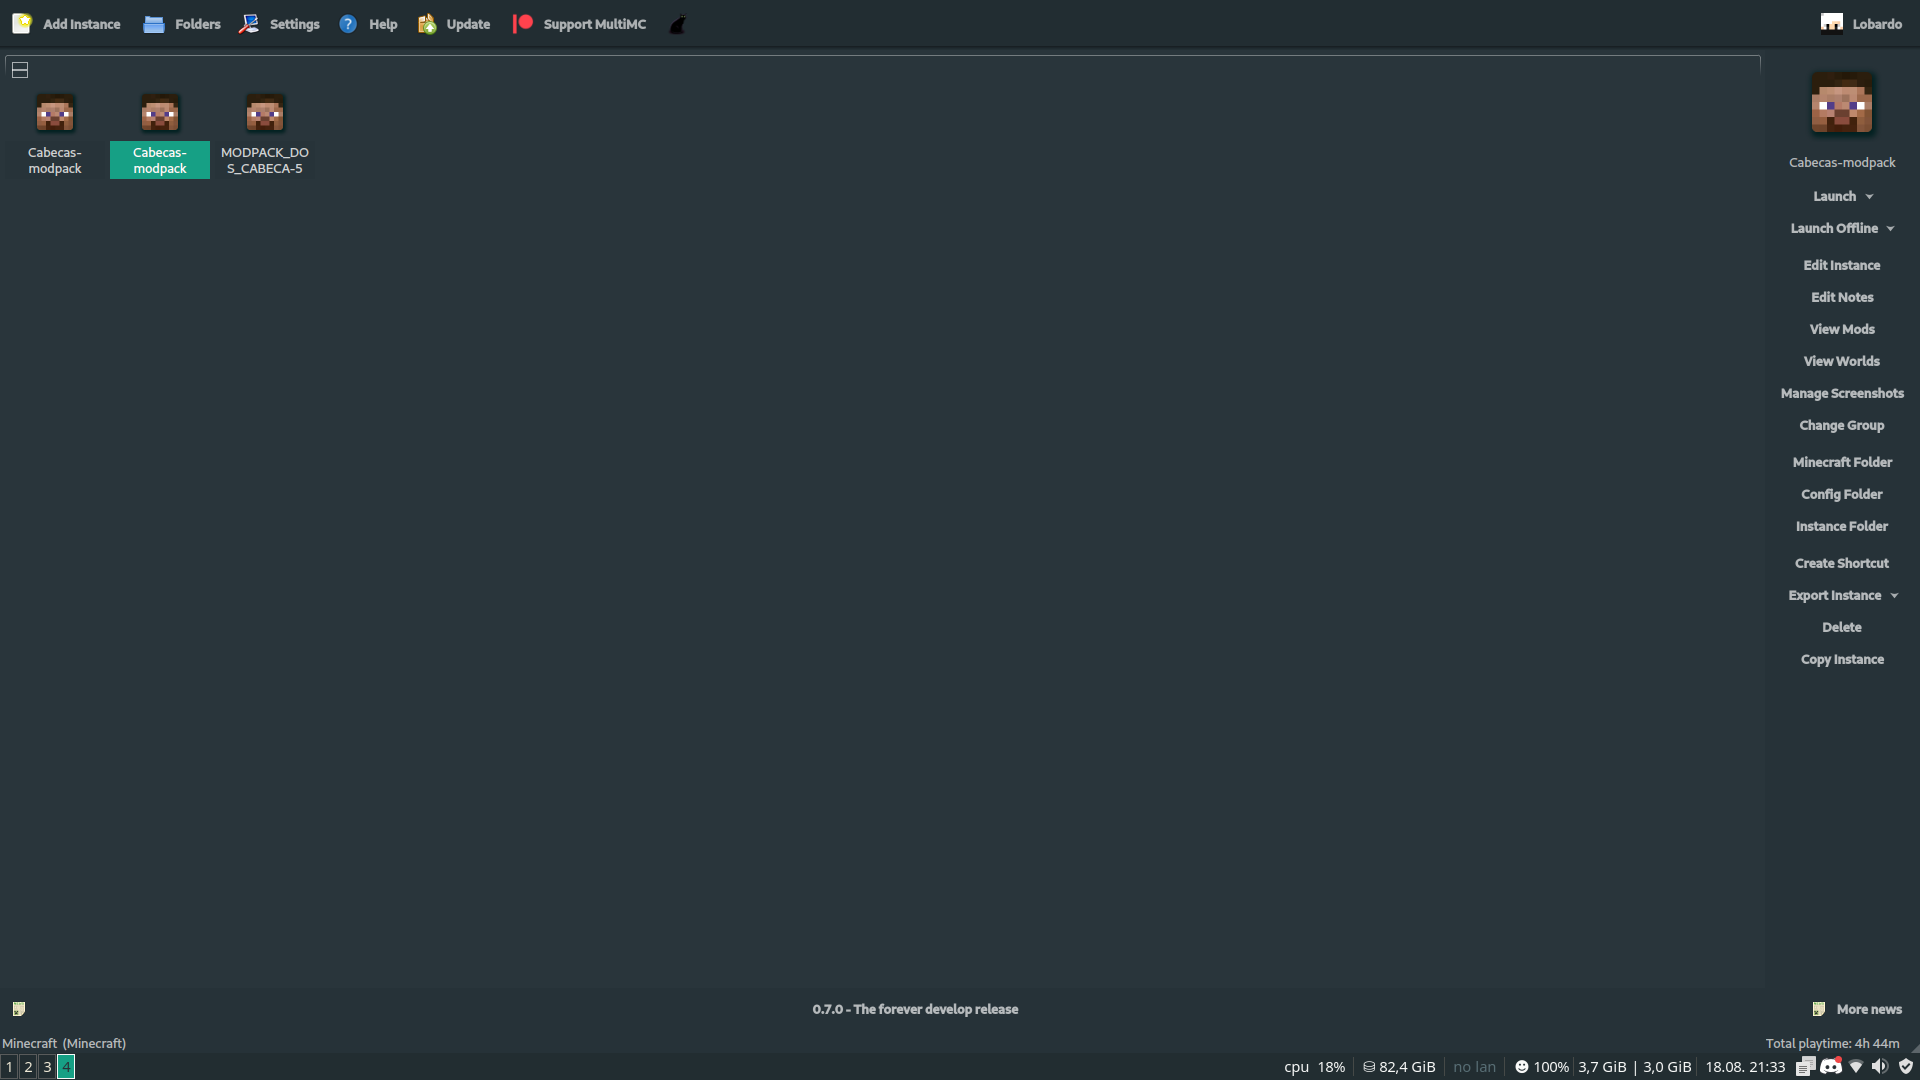 Add Instance Folders Settings Help Update Support MultiMC Lobardo
Cabecas-
modpack
Cabecas-
modpack
MODPACK_DO
S_CABECA-5
Cabecas-modpack
Launch
Launch Offline
Edit Instance
Edit Notes
View Mods
View Worlds
Manage Screenshots
Change Group
Minecraft Folder
Config Folder
Instance Folder
Create Shortcut
Export Instance
Delete
Copy Instance
0.7.0 - The forever develop release More news
Minecraft (Minecraft) Total playtime: 4h 44m
1 2 3 4 cpu 18% 82,4 GiB no lan 100% 3,7 GiB | 3,0 GiB 18.08. 21:33